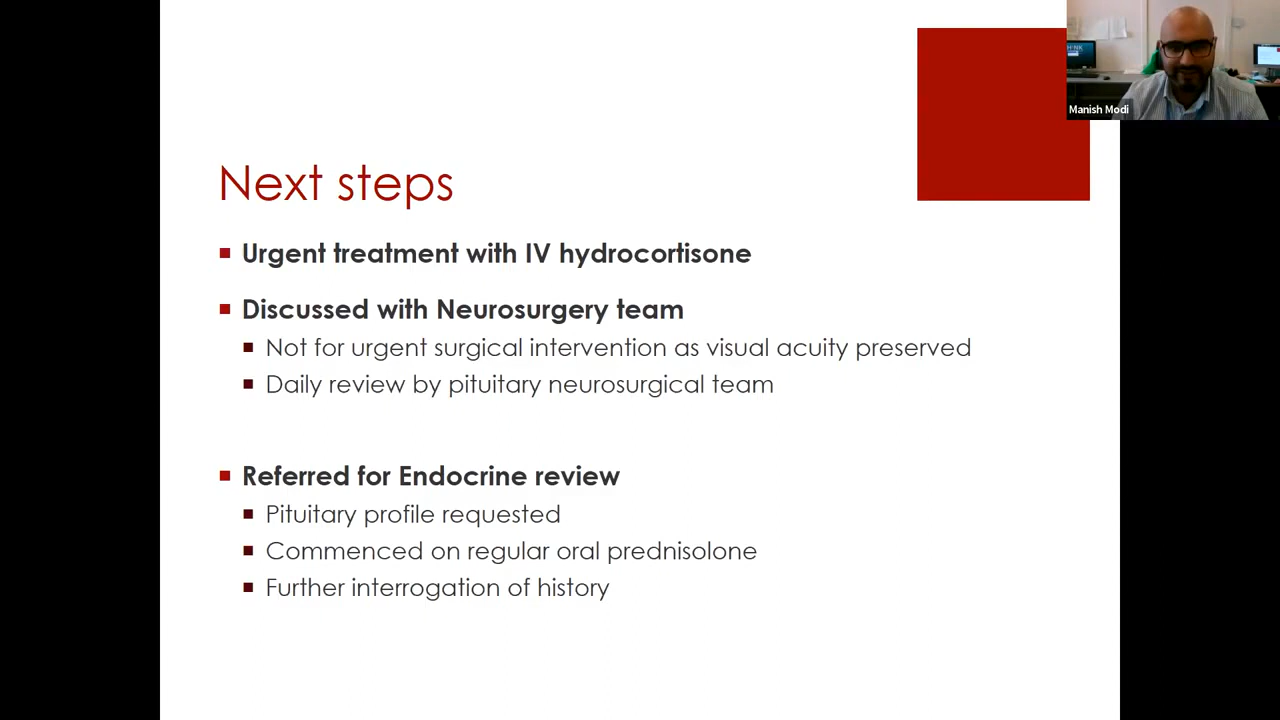 Manish Modi
Next steps
Urgent treatment with IV hydrocortisone
Discussed with Neurosurgery team
Not for urgent surgical intervention as visual acuity preserved
Daily review by pituitary neurosurgical team
Referred for Endocrine review
Pituitary profile requested
Commenced on regular oral prednisolone
Further interrogation of history